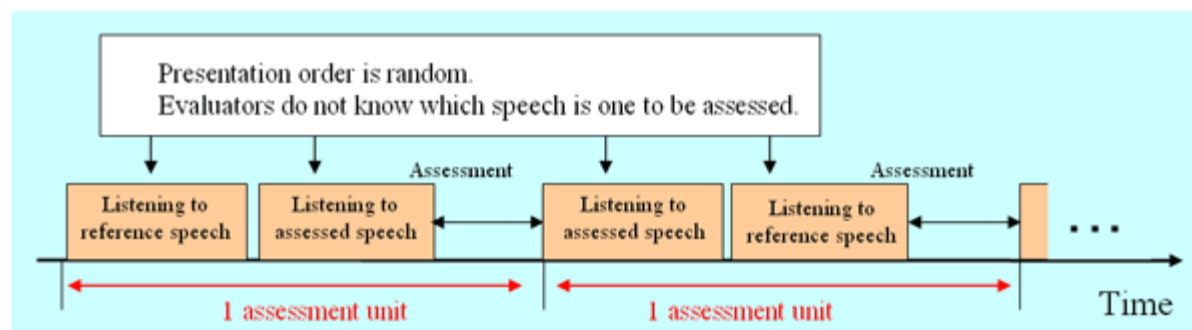 Presentation order is random.
Evaluators do not know which speech is one to be assessed.
Assessment
Assessment
Listening to
reference speech
Listening to
assessed speech
Listening to
assessed speech
Listening to
reference speech
...
1 assessment unit
1 assessment unit
Time